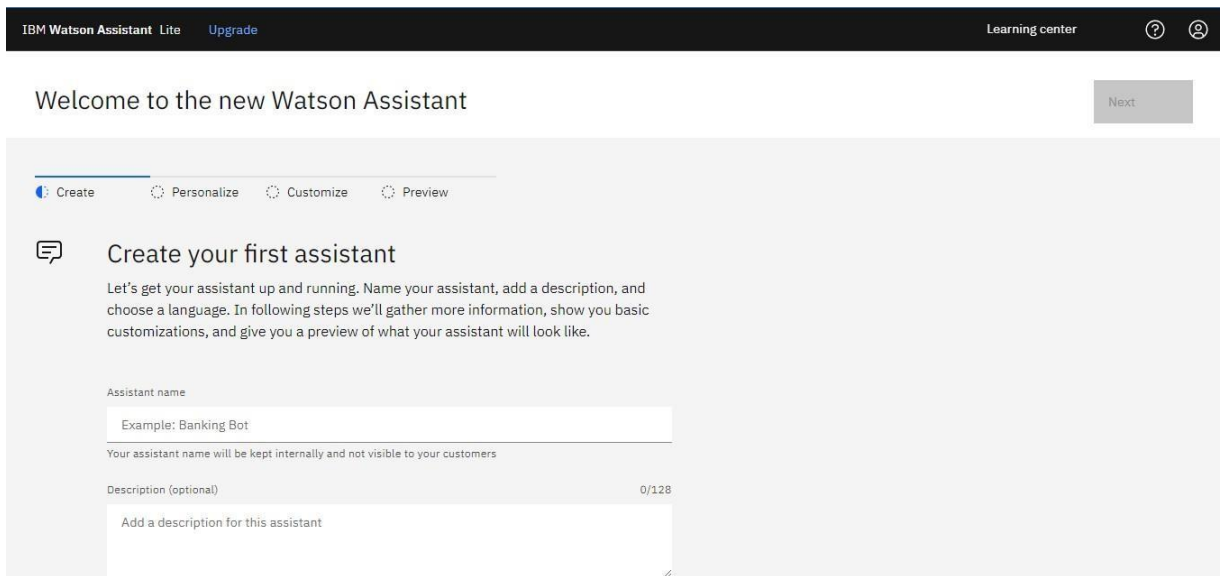 IBM Watson Assistant Lite Upgrade Learning center
Welcome to the new Watson Assistant
Next
Create Personalize Customize Preview
Create your first assistant
Let's get your assistant up and running. Name your assistant, add a description, and
choose a language. In following steps we'll gather more information, show you basic
customizations, and give you a preview of what your assistant will look like.
Assistant name
Example: Banking Bot
Your assistant name will be kept internally and not visible to your customers
Description (optional) 0/128
Add a description for this assistant